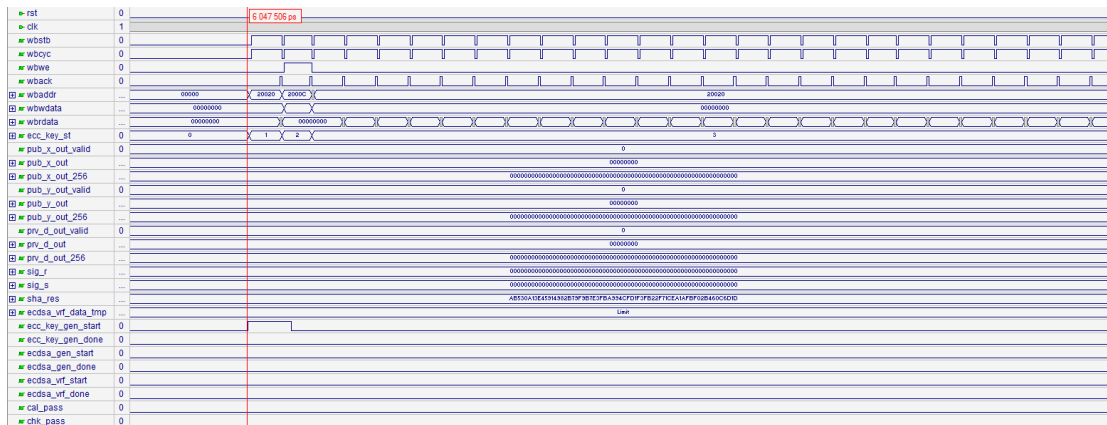 rst 0 6 047 506 ps
clk 1
wbstb 0
wbcyc 0
wbwe 0
wback 0
wbaddr ... 00000 20020 2000C 20020
wbwdata ... 00000000 00000000
wbrdata ... 00000000 00000000
ecc_key_st 0 0 1 2 3
pub_x_out_valid 0 0
pub_x_out ... 00000000
pub_x_out_256 ... 0000000000000000000000000000000000000000000000000000000000000000
pub_y_out_valid 0 0
pub_y_out ... 00000000
pub_y_out_256 ... 0000000000000000000000000000000000000000000000000000000000000000
prv_d_out_valid 0 0
prv_d_out ... 00000000
prv_d_out_256 ... 0000000000000000000000000000000000000000000000000000000000000000
sig_r ... 0000000000000000000000000000000000000000000000000000000000000000
sig_s ... 0000000000000000000000000000000000000000000000000000000000000000
sha_res ...
ecdsa_vrf_data_tmp ... Limit
ecc_key_gen_start 0
ecc_key_gen_done 0
ecdsa_gen_start 0
ecdsa_gen_done 0
ecdsa_vrf_start 0
ecdsa_vrf_done 0
cal_pass 0
chk_pass 0